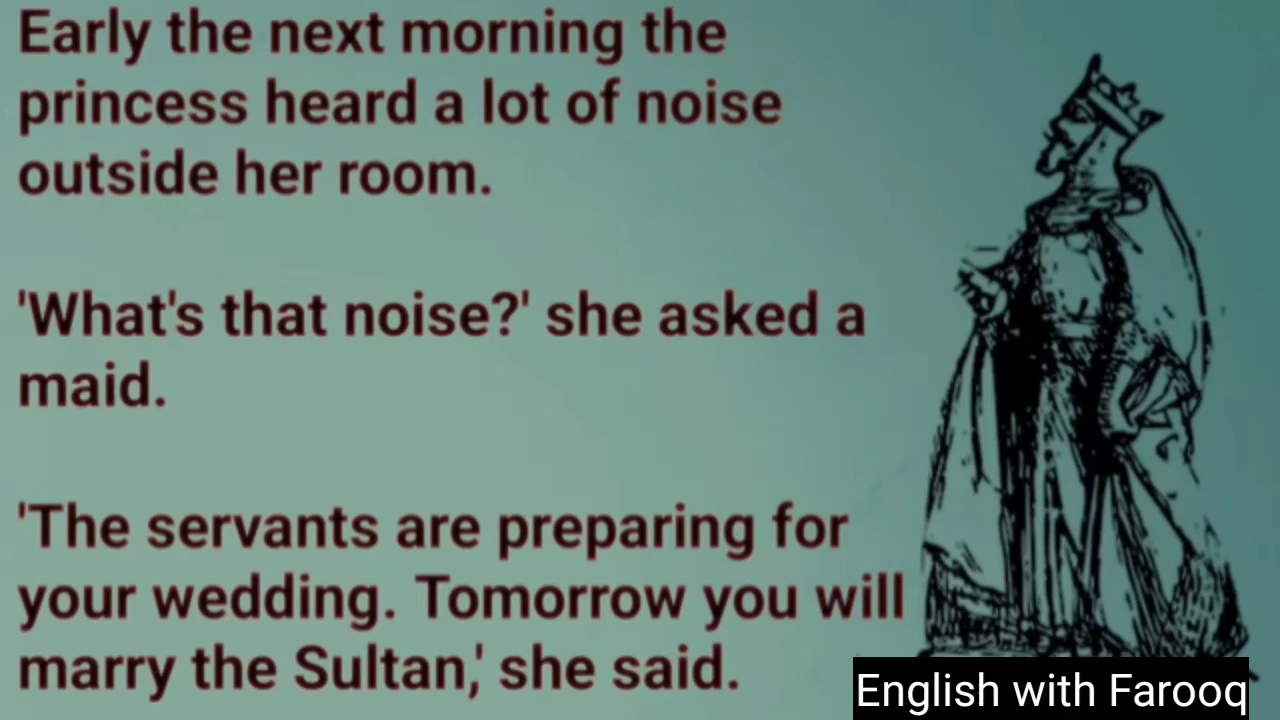 Early the next morning the
princess heard a lot of noise
outside her room.
'What's that noise?' she asked a
maid.
'The servants are preparing for
your wedding. Tomorrow you will
marry the Sultan,' she said.
English with Farooq